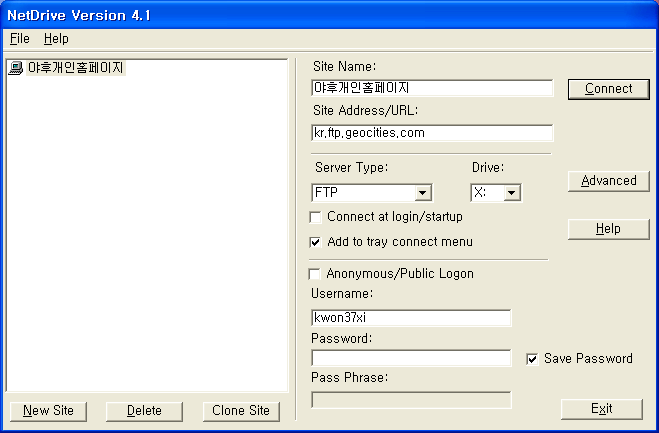 NetDrive Version 4.1
File Help
야후개인홈페이지
Site Name:
야후개인홈페이지
Connect
Site Address/URL:
kr.ftp.geocities.com
Server Type: Drive:
FTP X:
Advanced
Connect at login/startup
Help
Add to tray connect menu
Anonymous/Public Logon
Username:
kwon37xi
Password:
Save Password
Pass Phrase:
New Site Delete Clone Site Exit